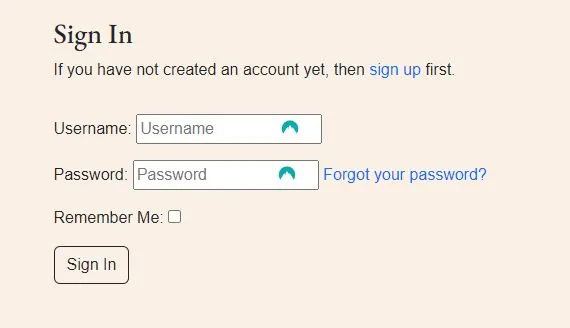 Sign In
If you have not created an account yet, then sign up first.
Username: Username
Password: Password Forgot your password?
Remember Me:
Sign In